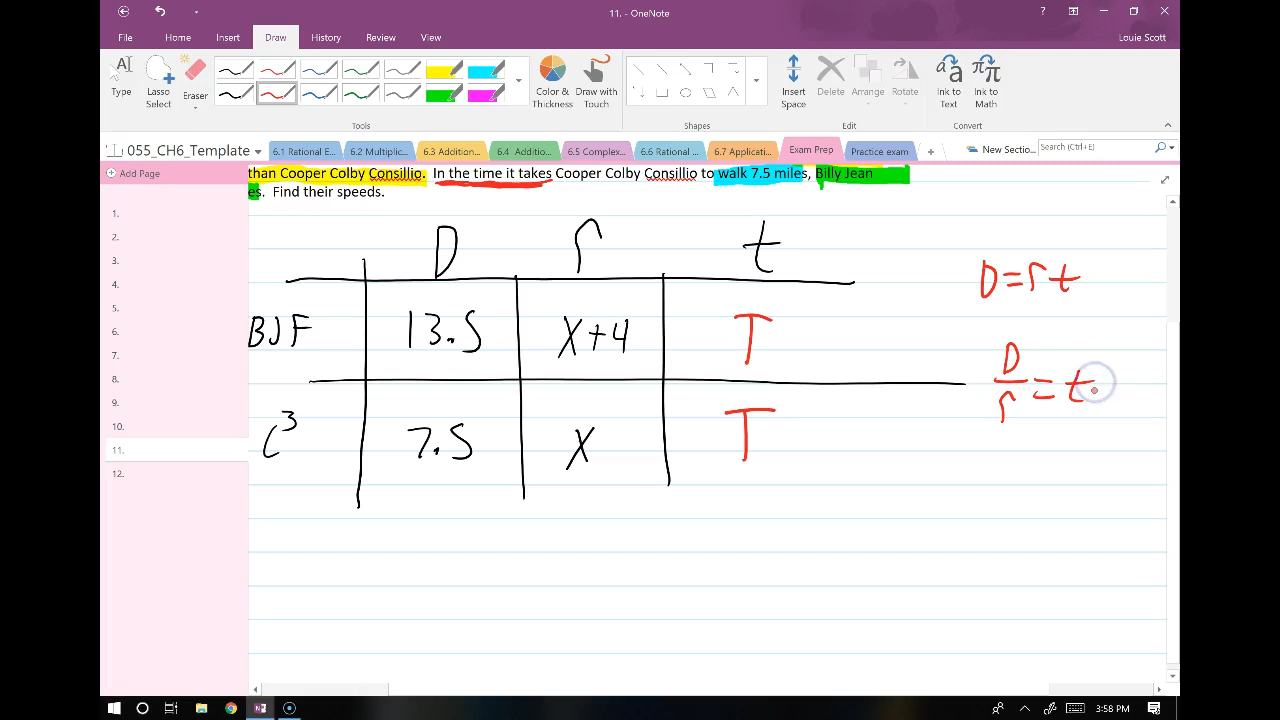 11. - OneNote
Louie Scott
File Home Insert Draw History Review View
Type Lasso Select Eraser Color & Thickness Draw with Touch Insert Space Delete Arrange Rotate Ink to Text Ink to Math
Tools Shapes Edit Convert
055_CH6_Template 6.1 Rational E... 6.2 Multiplic... 6.3 Addition... 6.4 Additio... 6.5 Complex... 6.6 Rational ... 6.7 Applicati... Exam Prep Practice exam New Sectio... Search (Ctrl+E)
Add Page
than Cooper Colby Consillio. In the time it takes Cooper Colby Consillio to walk 7.5 miles, Billy Jean
es. Find their speeds.
1.
2.
3.
4.
5.
6.
7.
8.
9.
10.
11.
12.
D r t
BJF 13.5 x+4 T
C³ 7.5 x T
D=rt
D/r=t
3:58 PM